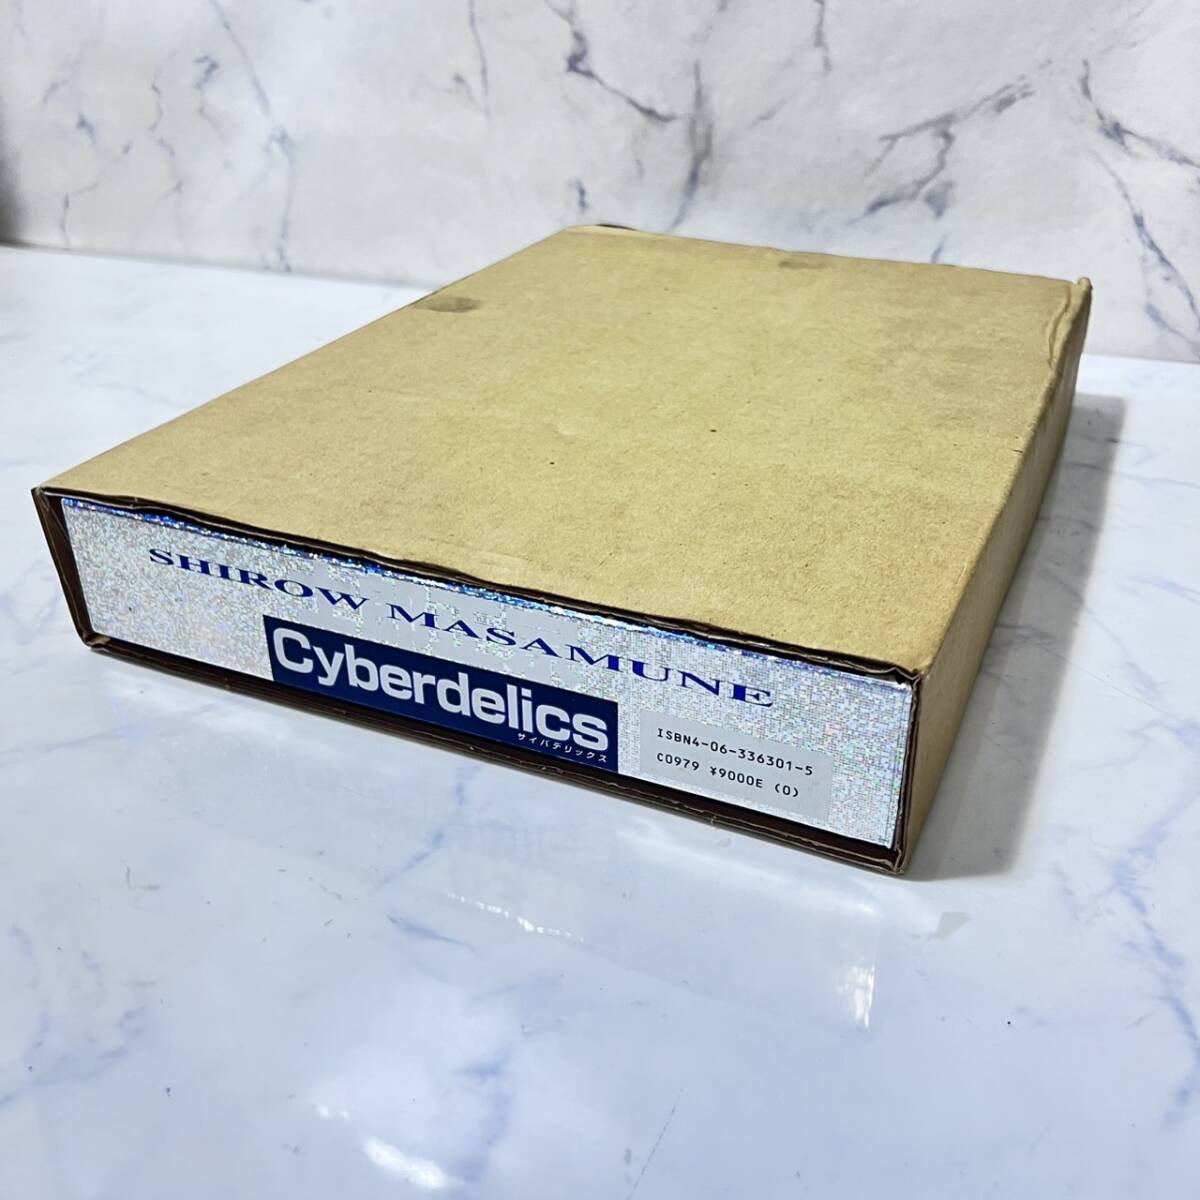 SHIROW MASAMUNE
Cyberdelics
サイバデリックス
ISBN4-06-336301-5
C0979 ¥9000E (0)